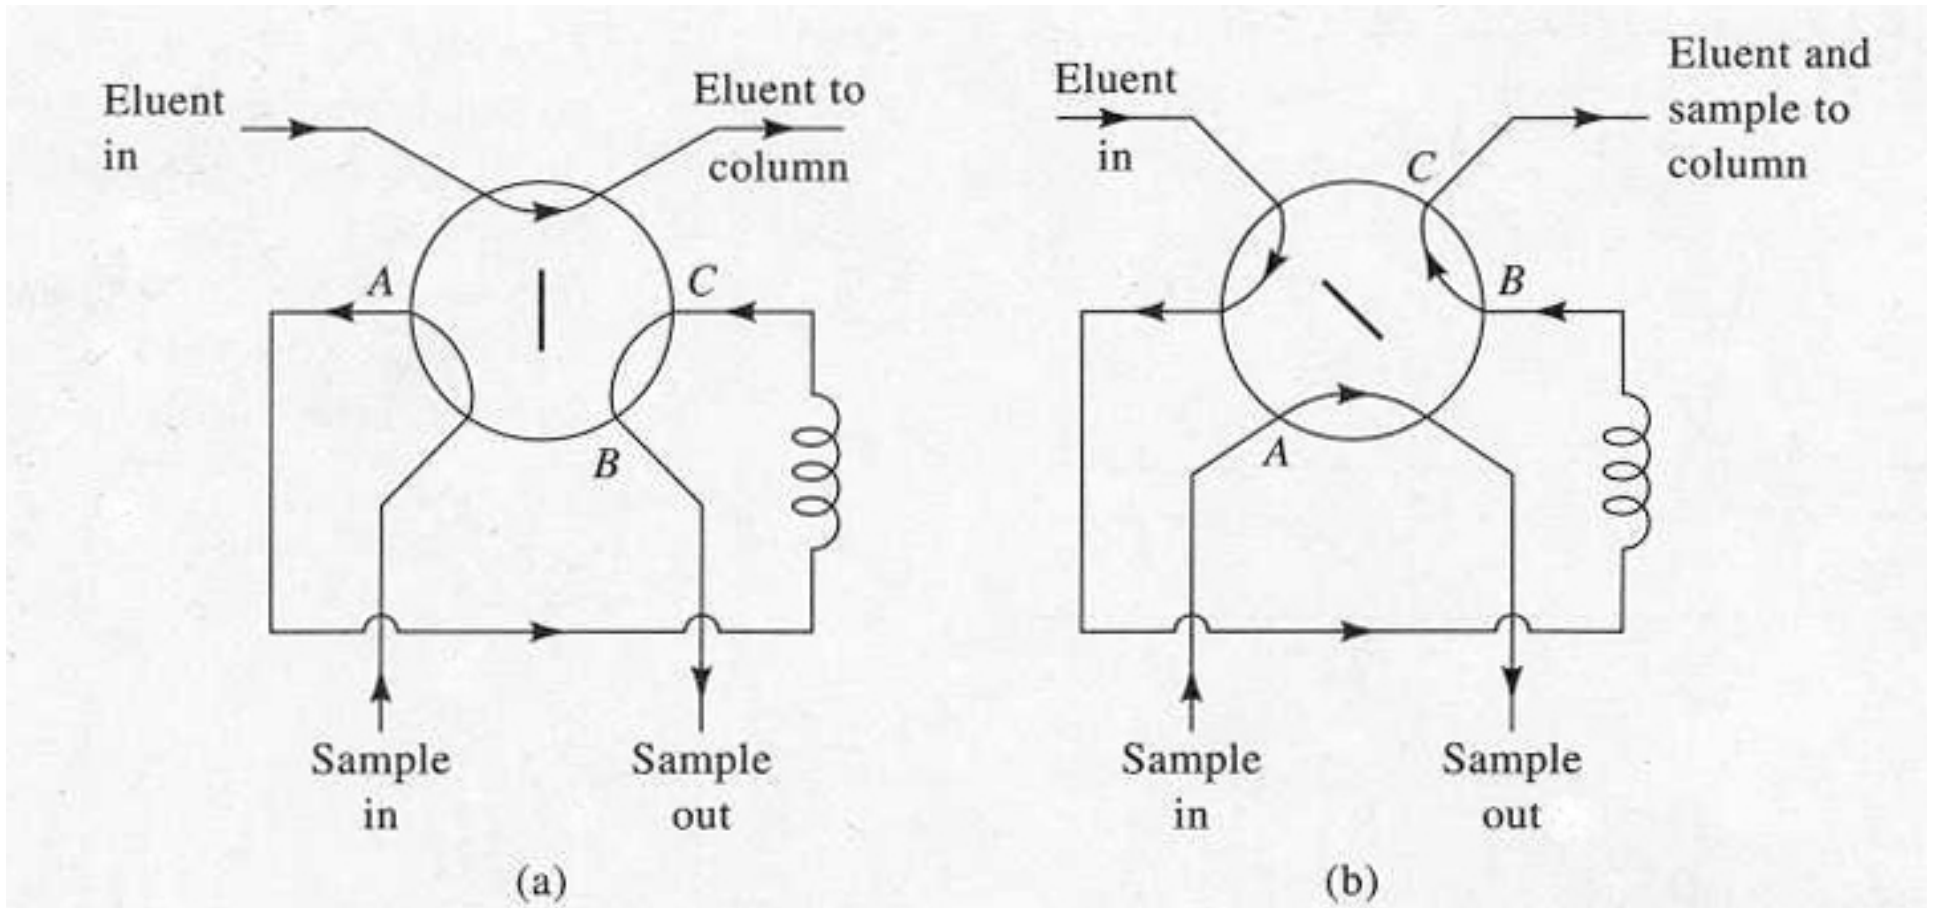 Eluent
in
Eluent to
column
A
C
B
Sample
in
Sample
out
(a)
Eluent
in
Eluent and
sample to
column
C
B
A
Sample
in
Sample
out
(b)